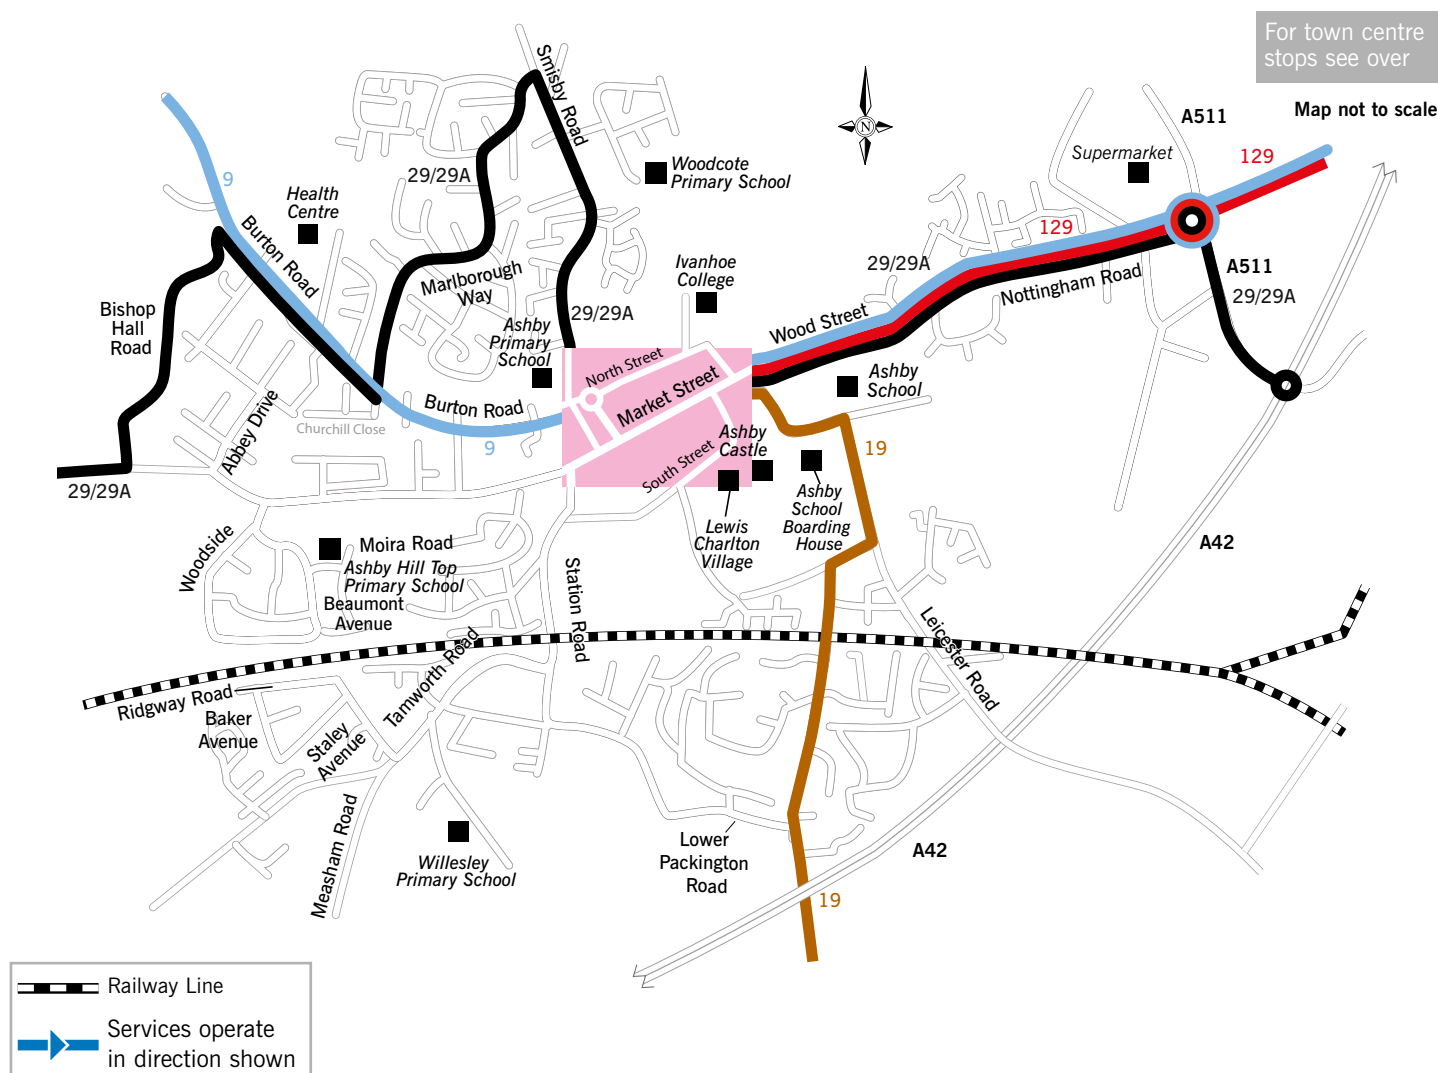 For town centre
stops see over
Map not to scale
A511
Smisby Road
129
Supermarket
Woodcote
Primary School
29/29A
9
Health
Centre
Burton Road
129
N
Ivanhoe
College
29/29A
A511
29/29A
Nottingham Road
Marlborough
Way
Bishop
Hall
Road
29/29A
Wood Street
Ashby
Primary
School
North Street
Market Street
Ashby
School
Burton Road
Churchill Close
Abbey Drive
9
Ashby
Castle
South Street
19
29/29A
Ashby
School
Boarding
House
Lewis
Charlton
Village
A42
Woodside
Moira Road
Ashby Hill Top
Primary School
Beaumont
Avenue
Station Road
Tamworth Road
Leicester Road
Ridgway Road
Baker
Avenue
Staley
Avenue
Measham Road
Willesley
Primary School
Lower
Packington
Road
A42
19
Railway Line
Services operate
in direction shown